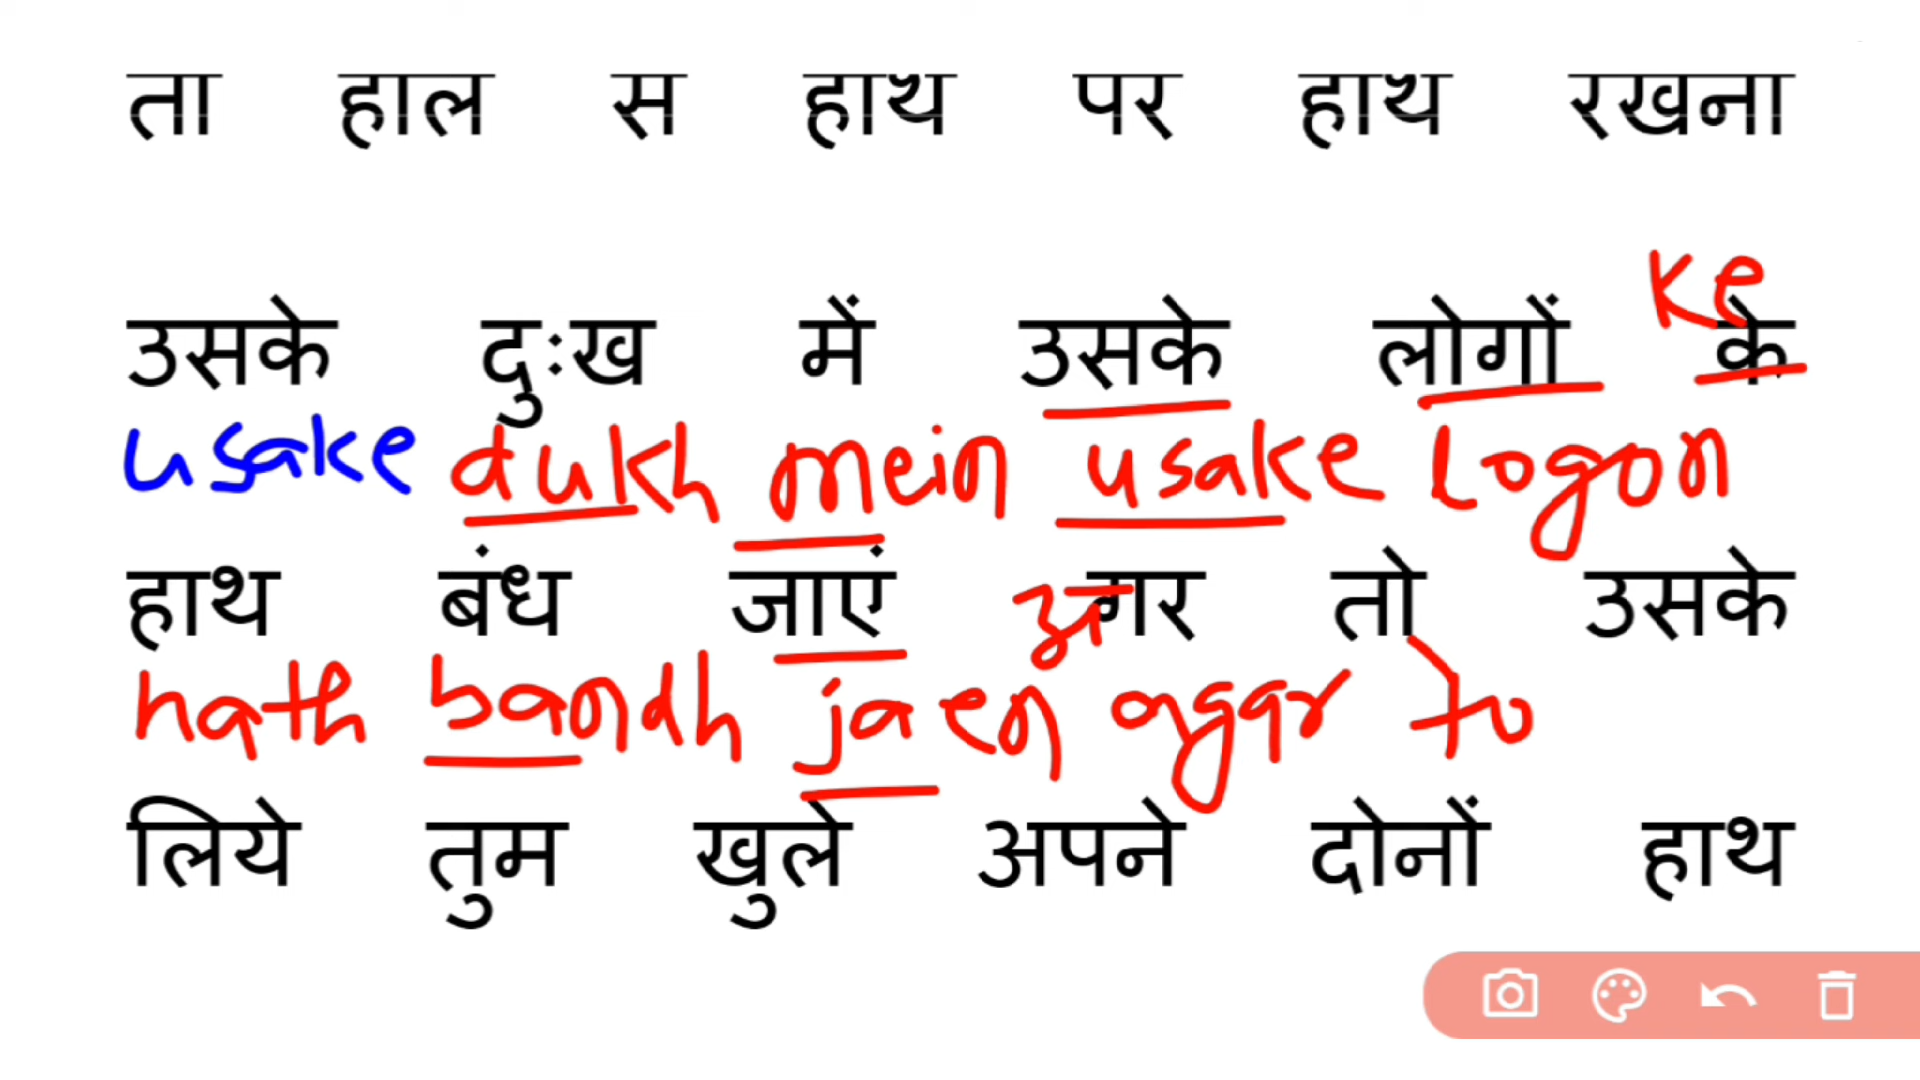 ता हाल स हाथ पर हाथ रखना
ke
उसके दुःख में उसके लोगों के
usake dukh mein usake logon
हाथ बंध जाएं अगर तो उसके
hath bandh jaen agar to
लिये तुम खुले अपने दोनों हाथ